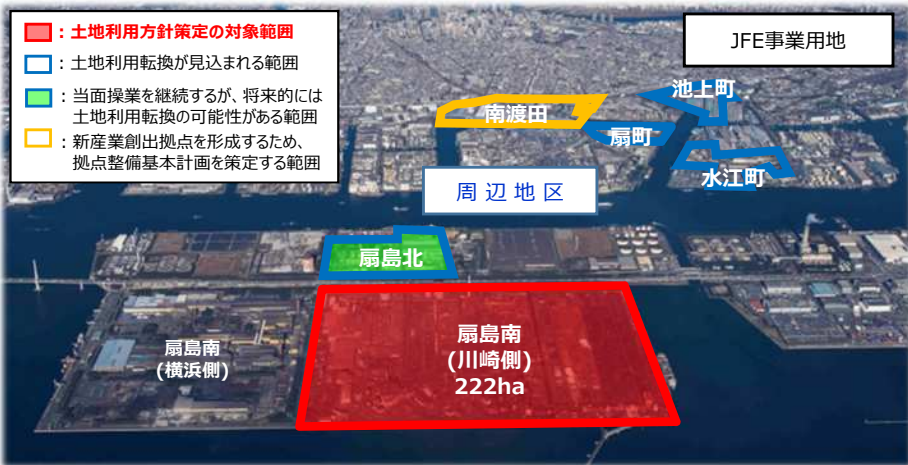 ：土地利用方針策定の対象範囲
：土地利用転換が見込まれる範囲
：当面操業を継続するが、将来的には
土地利用転換の可能性がある範囲
：新産業創出拠点を形成するため、
拠点整備基本計画を策定する範囲
JFE事業用地
池上町
南渡田
扇町
水江町
周辺地区
扇島北
扇島南
(横浜側)
扇島南
(川崎側)
222ha